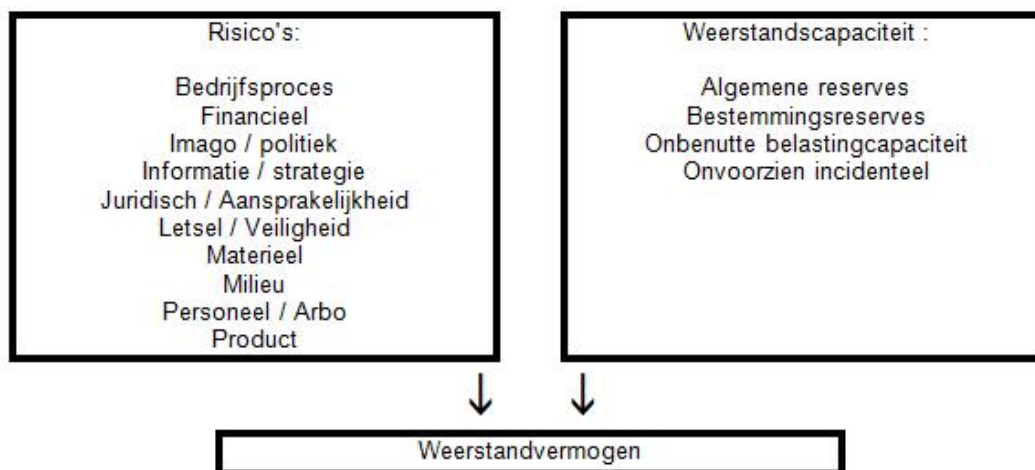 Risico's:
Bedrijfsproces
Financieel
Imago / politiek
Informatie / strategie
Juridisch / Aansprakelijkheid
Letsel / Veiligheid
Materieel
Milieu
Personeel / Arbo
Product
Weerstandscapaciteit :
Algemene reserves
Bestemmingsreserves
Onbenutte belastingcapaciteit
Onvoorzien incidenteel
Weerstandvermogen